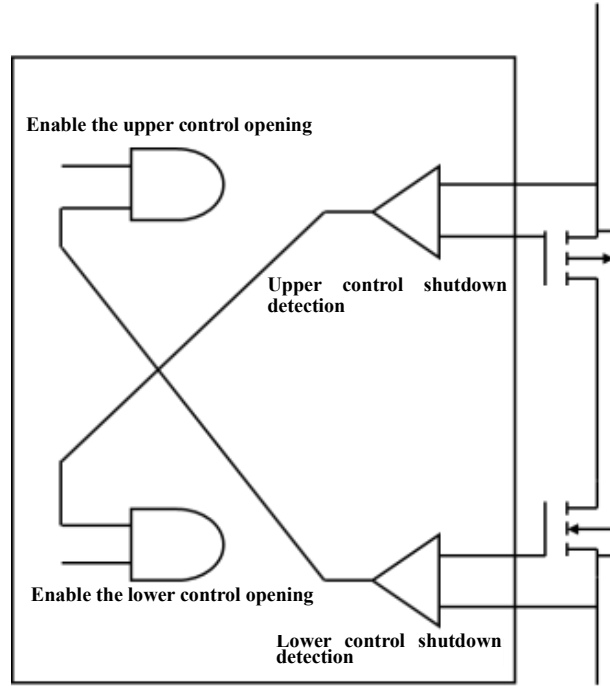 Enable the upper control opening
Upper control shutdown
detection
Enable the lower control opening
Lower control shutdown
detection